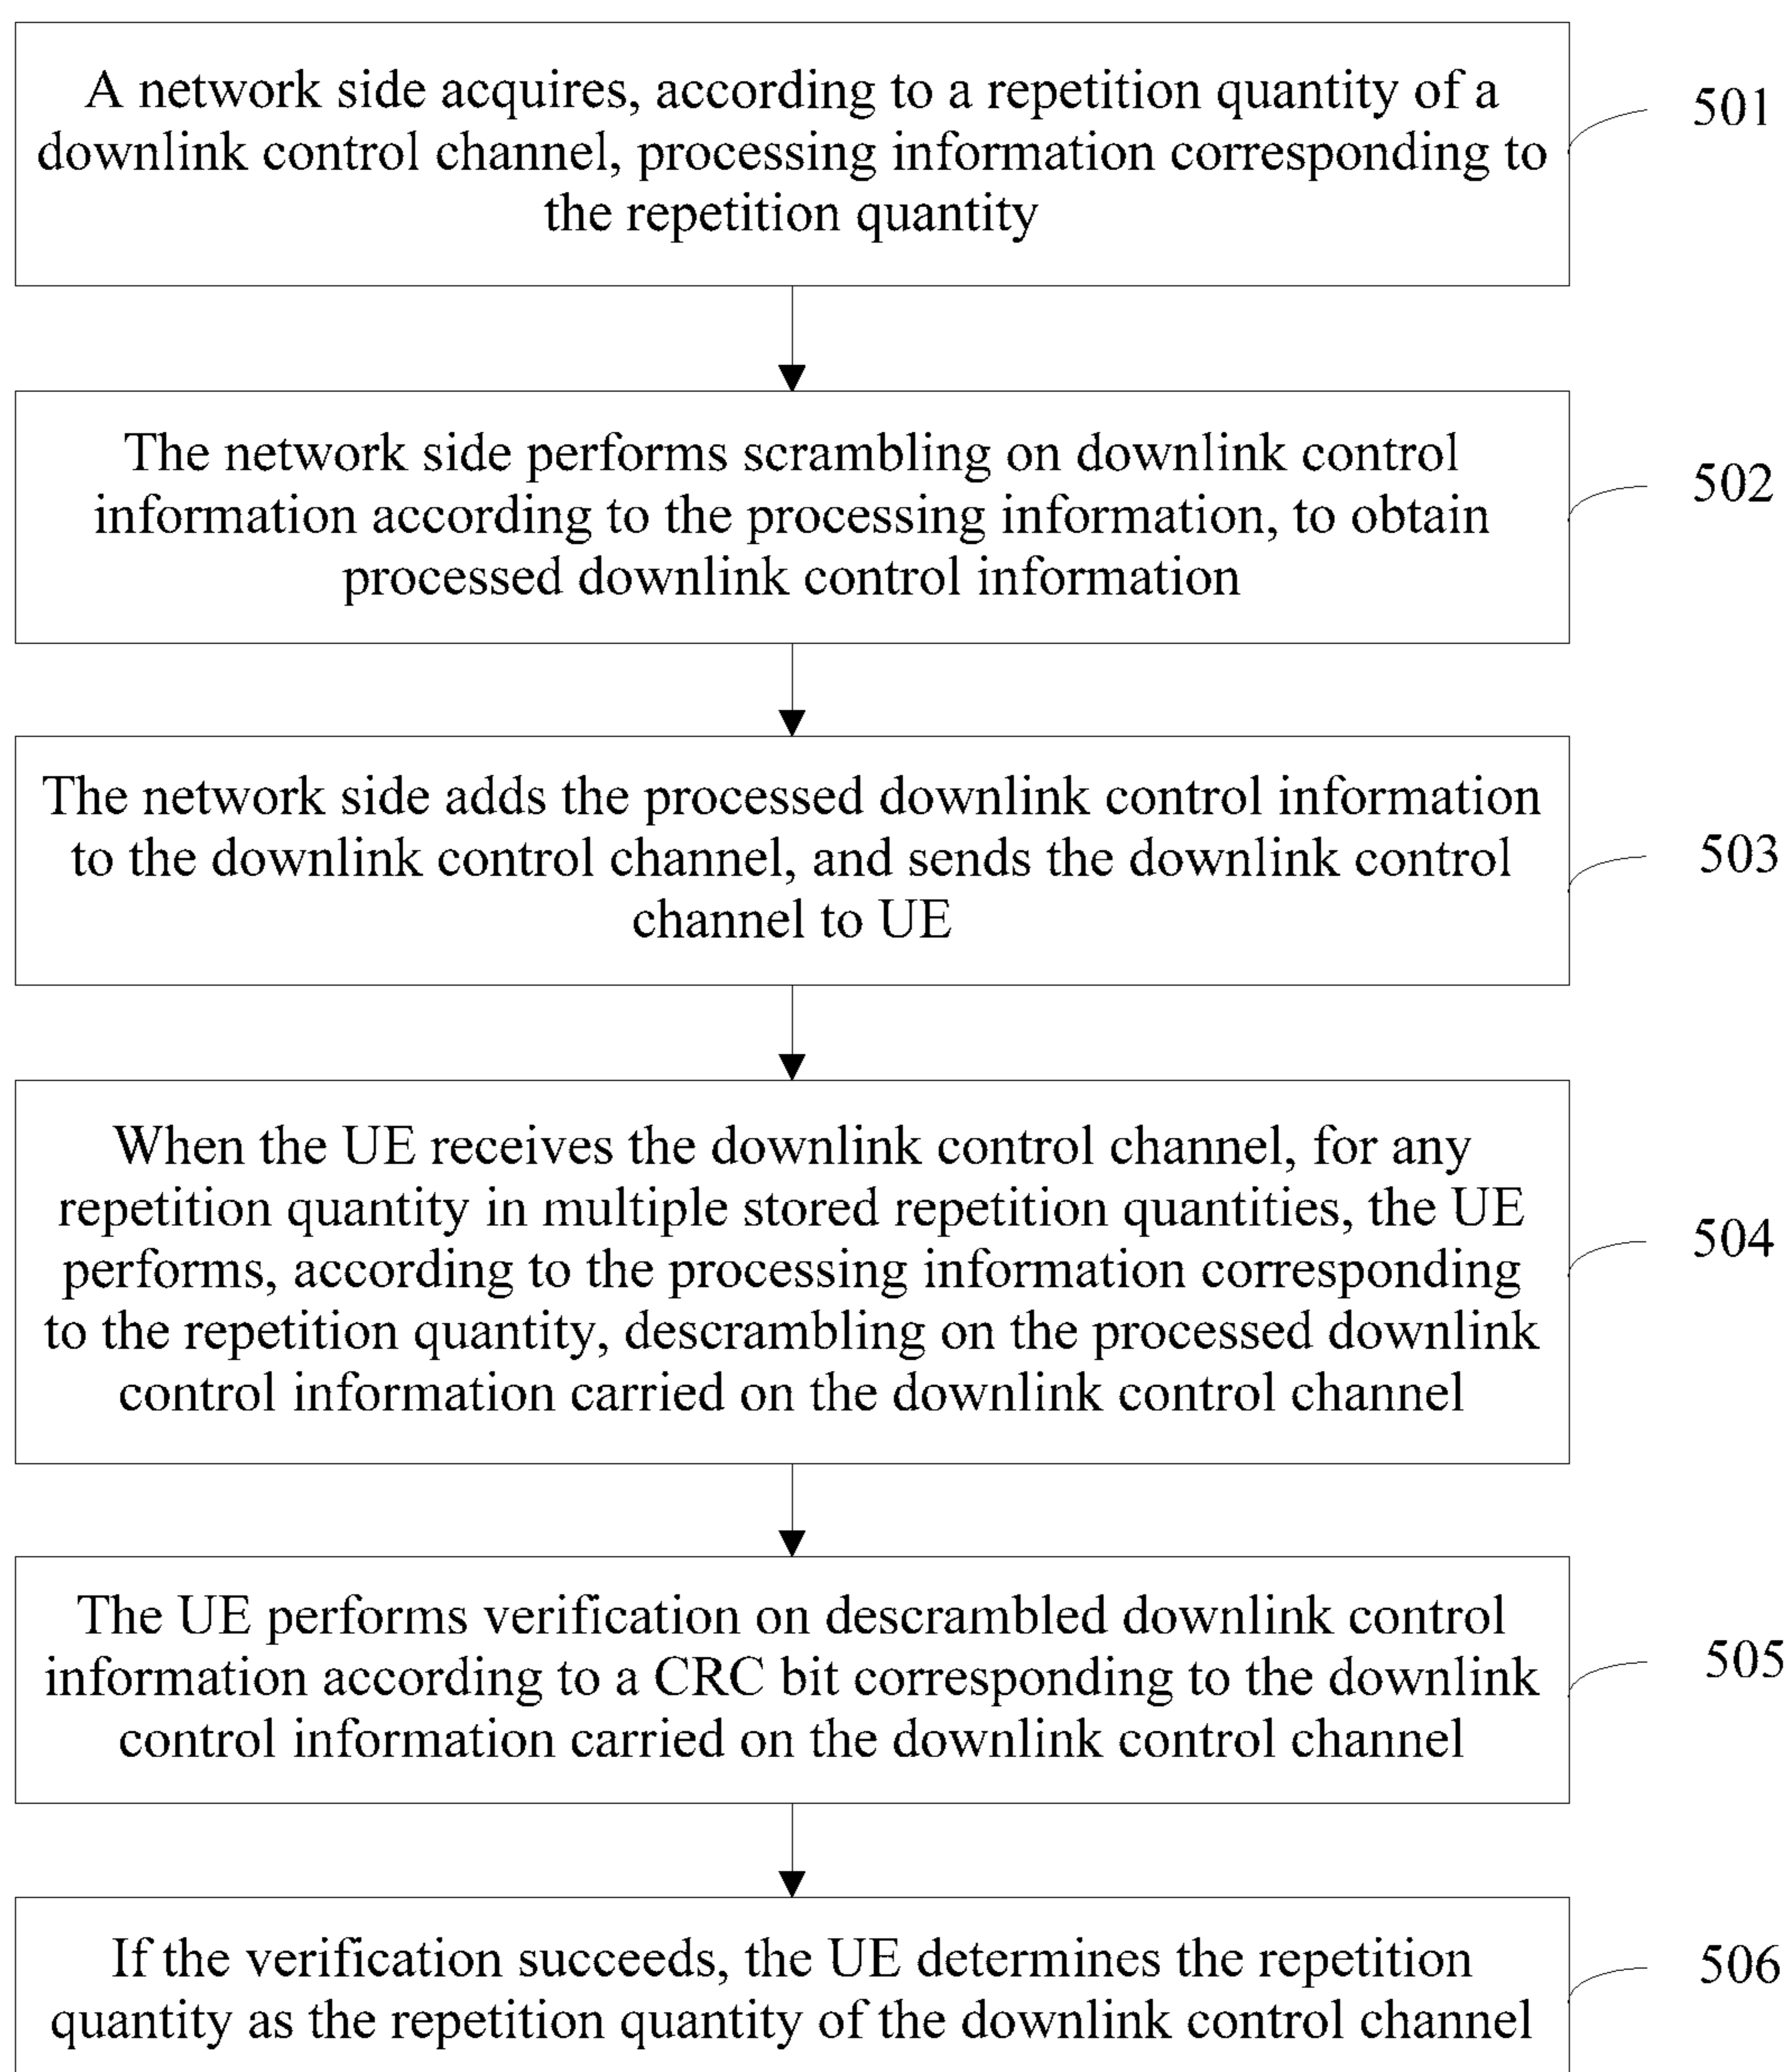 A network side acquires, according to a repetition quantity of a
downlink control channel, processing information corresponding to
the repetition quantity
501
The network side performs scrambling on downlink control
information according to the processing information, to obtain
processed downlink control information
502
The network side adds the processed downlink control information
to the downlink control channel, and sends the downlink control
channel to UE
503
When the UE receives the downlink control channel, for any
repetition quantity in multiple stored repetition quantities, the UE
performs, according to the processing information corresponding
to the repetition quantity, descrambling on the processed downlink
control information carried on the downlink control channel
504
The UE performs verification on descrambled downlink control
information according to a CRC bit corresponding to the downlink
control information carried on the downlink control channel
505
If the verification succeeds, the UE determines the repetition
quantity as the repetition quantity of the downlink control channel
506